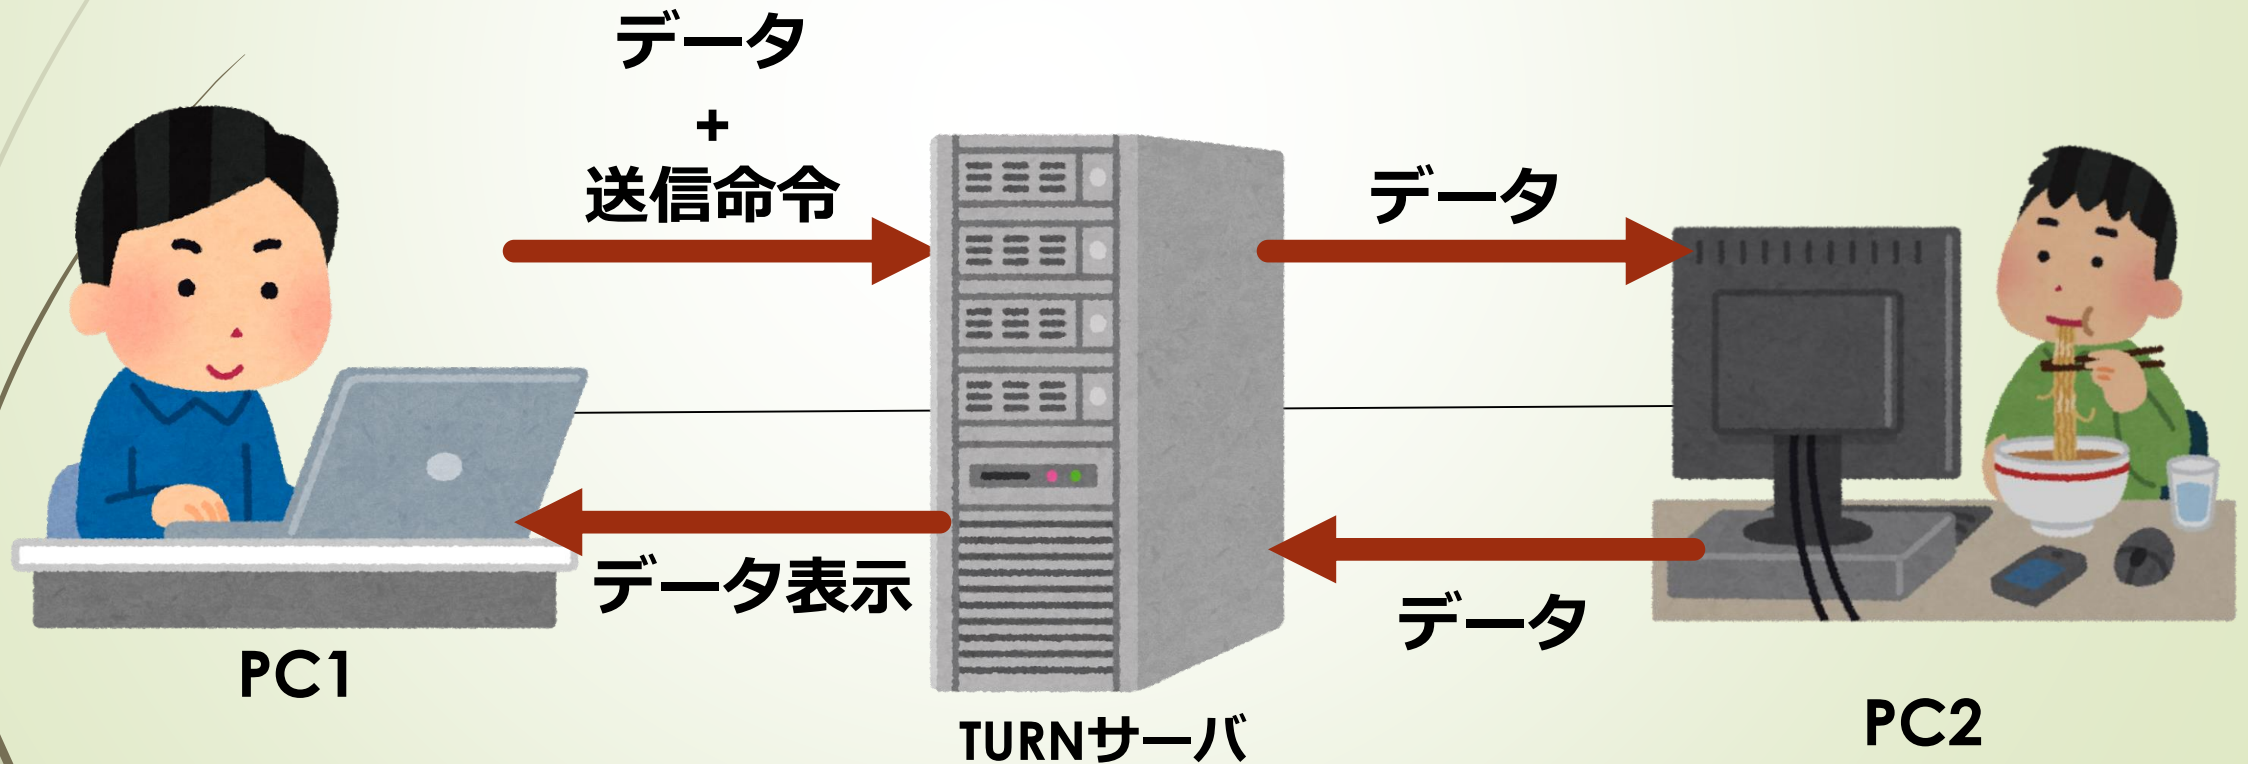 データ
+
送信命令
データ
データ表示
データ
PC1
TURNサーバ
PC2